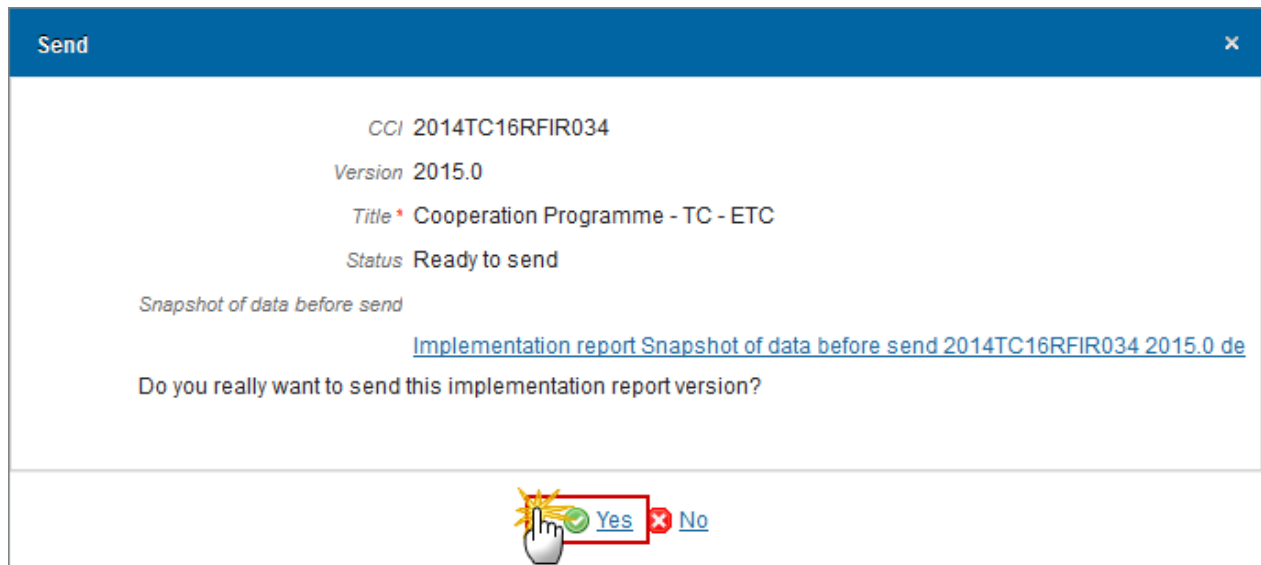 Send
CCI 2014TC16RFIR034
Version 2015.0
Title * Cooperation Programme - TC - ETC
Status Ready to send
Snapshot of data before send
Implementation report Snapshot of data before send 2014TC16RFIR034 2015.0 de
Do you really want to send this implementation report version?
Yes No